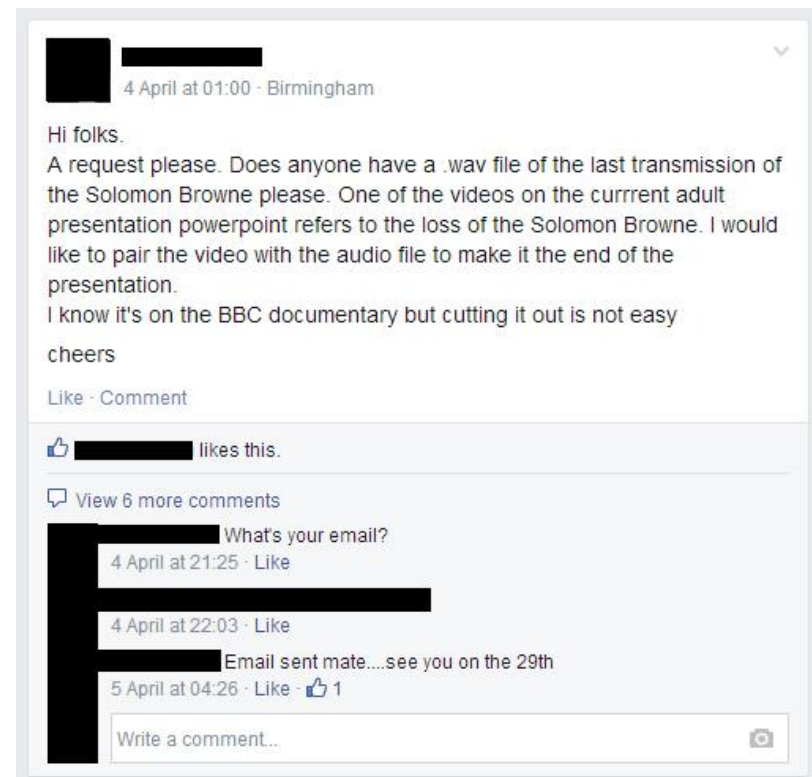 4 April at 01:00 · Birmingham
Hi folks.
A request please. Does anyone have a .wav file of the last transmission of
the Solomon Browne please. One of the videos on the currrent adult
presentation powerpoint refers to the loss of the Solomon Browne. I would
like to pair the video with the audio file to make it the end of the
presentation.
I know it's on the BBC documentary but cutting it out is not easy
cheers
Like · Comment
likes this.
View 6 more comments
What's your email?
4 April at 21:25 · Like
4 April at 22:03 · Like
Email sent mate....see you on the 29th
5 April at 04:26 · Like · 1
Write a comment...